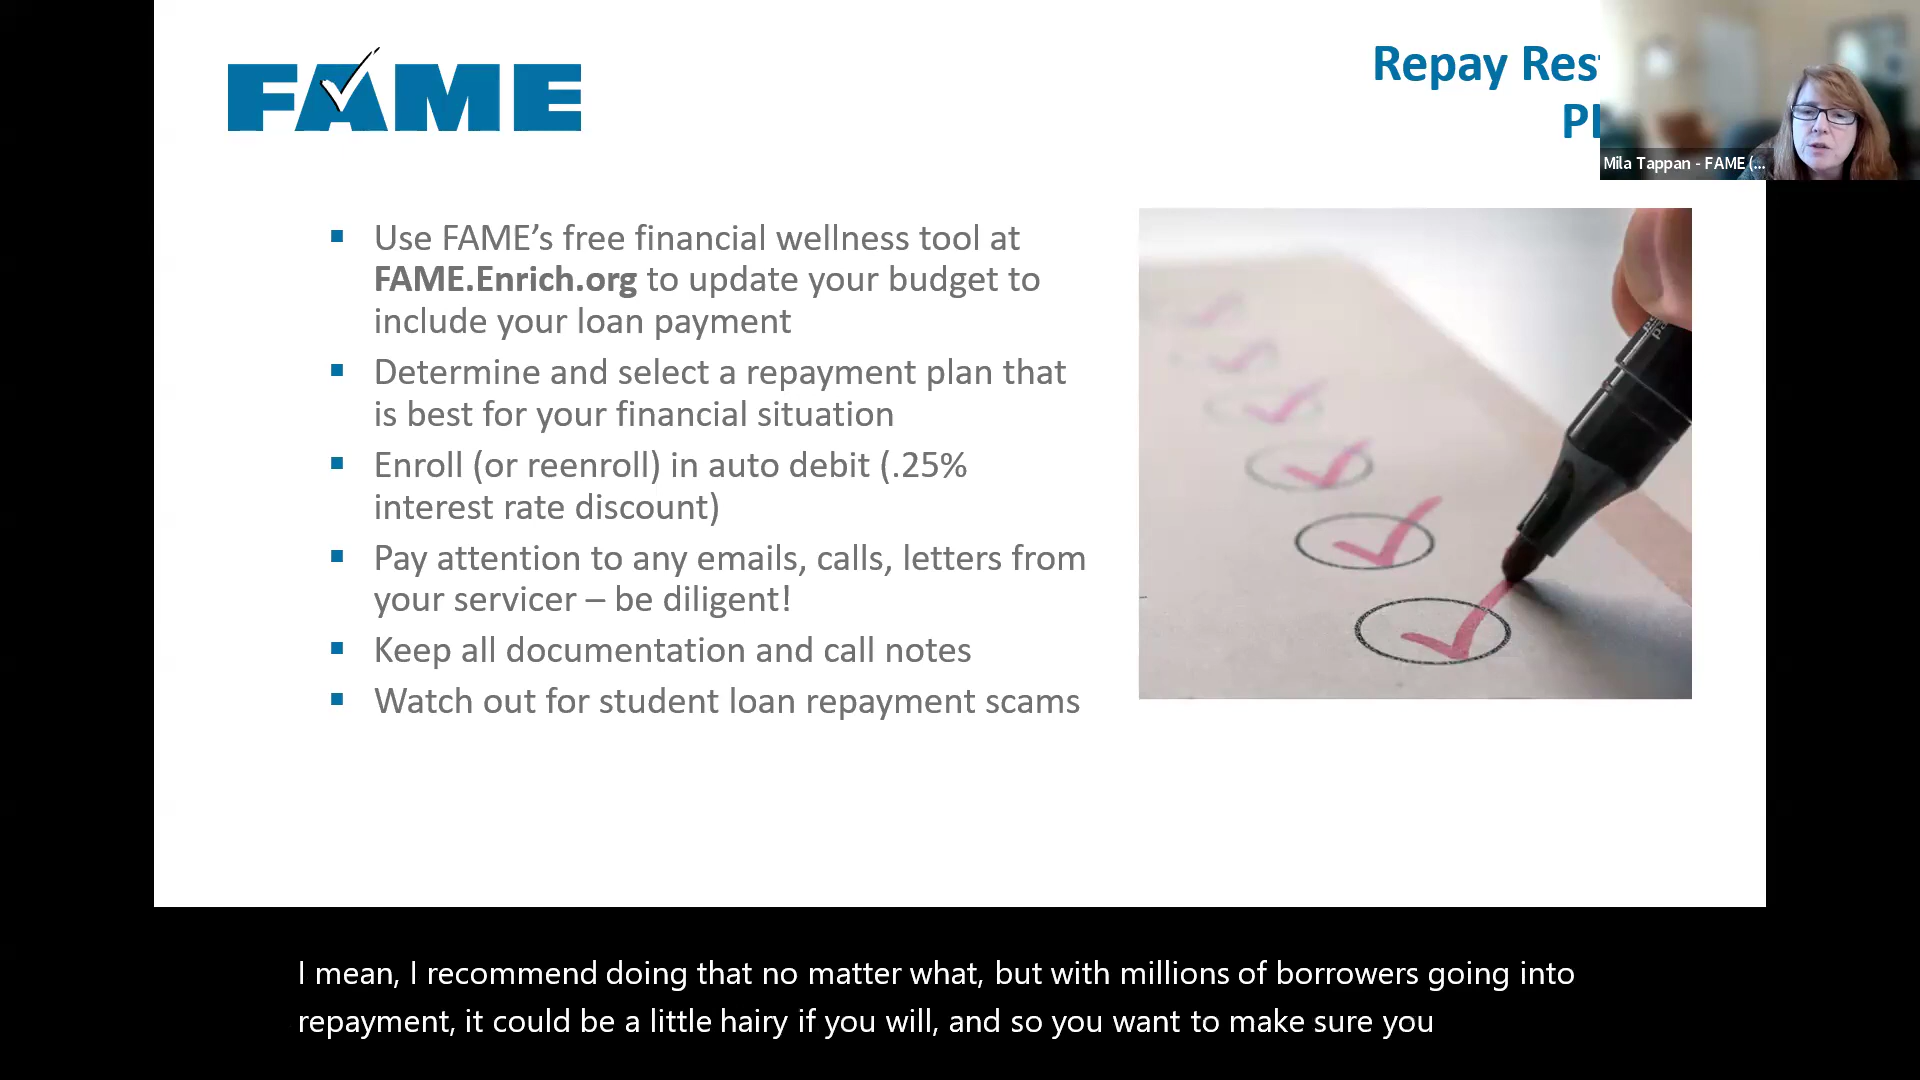 FAME
Repay Res
Pl
Mila Tappan - FAME (...
Use FAME’s free financial wellness tool at
FAME.Enrich.org to update your budget to
include your loan payment
Determine and select a repayment plan that
is best for your financial situation
Enroll (or reenroll) in auto debit (.25%
interest rate discount)
Pay attention to any emails, calls, letters from
your servicer – be diligent!
Keep all documentation and call notes
Watch out for student loan repayment scams
I mean, I recommend doing that no matter what, but with millions of borrowers going into
repayment, it could be a little hairy if you will, and so you want to make sure you